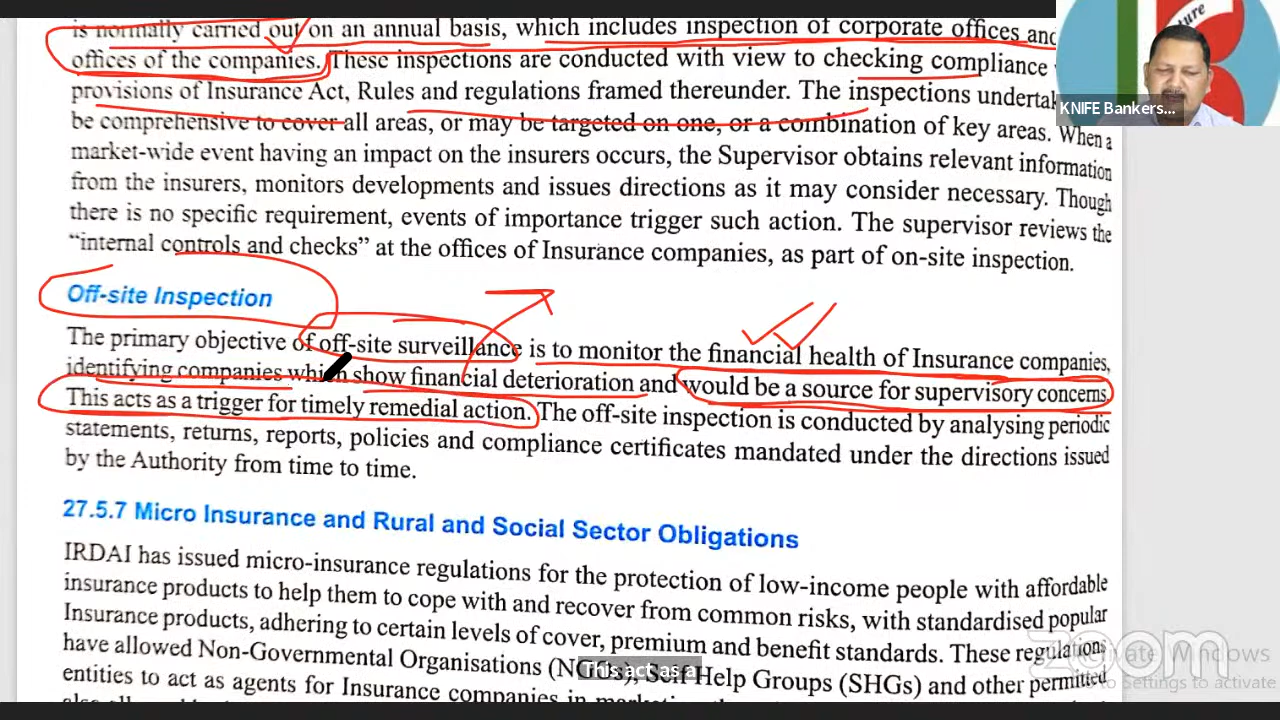 is normally carried out on an annual basis, which includes inspection of corporate offices and
offices of the companies. These inspections are conducted with view to checking compliance
provisions of Insurance Act, Rules and regulations framed thereunder. The inspections
be comprehensive to cover all areas, or may be targeted on one, or a combination of key areas. When a
market-wide event having an impact on the insurers occurs, the Supervisor obtains relevant information
from the insurers, monitors developments and issues directions as it may consider necessary. Though
there is no specific requirement, events of importance trigger such action. The supervisor reviews the
“internal controls and checks” at the offices of Insurance companies, as part of on-site inspection.
Off-site Inspection
The primary objective of off-site surveillance is to monitor the financial health of Insurance companies,
identifying companies which show financial deterioration and would be a source for supervisory concerns.
This acts as a trigger for timely remedial action. The off-site inspection is conducted by analysing periodic
statements, returns, reports, policies and compliance certificates mandated under the directions issued
by the Authority from time to time.
27.5.7 Micro Insurance and Rural and Social Sector Obligations
IRDAI has issued micro-insurance regulations for the protection of low-income people with affordable
insurance products to help them to cope with and recover from common risks, with standardised popular
Insurance products, adhering to certain levels of cover, premium and benefit standards. These regulations
have allowed Non-Governmental Organisations (NGOs), Self Help Groups (SHGs) and other permitted
entities to act as agents for Insurance companies in
KNIFE Bankers...
This act as a
zoom
Windows
to Settings to activate